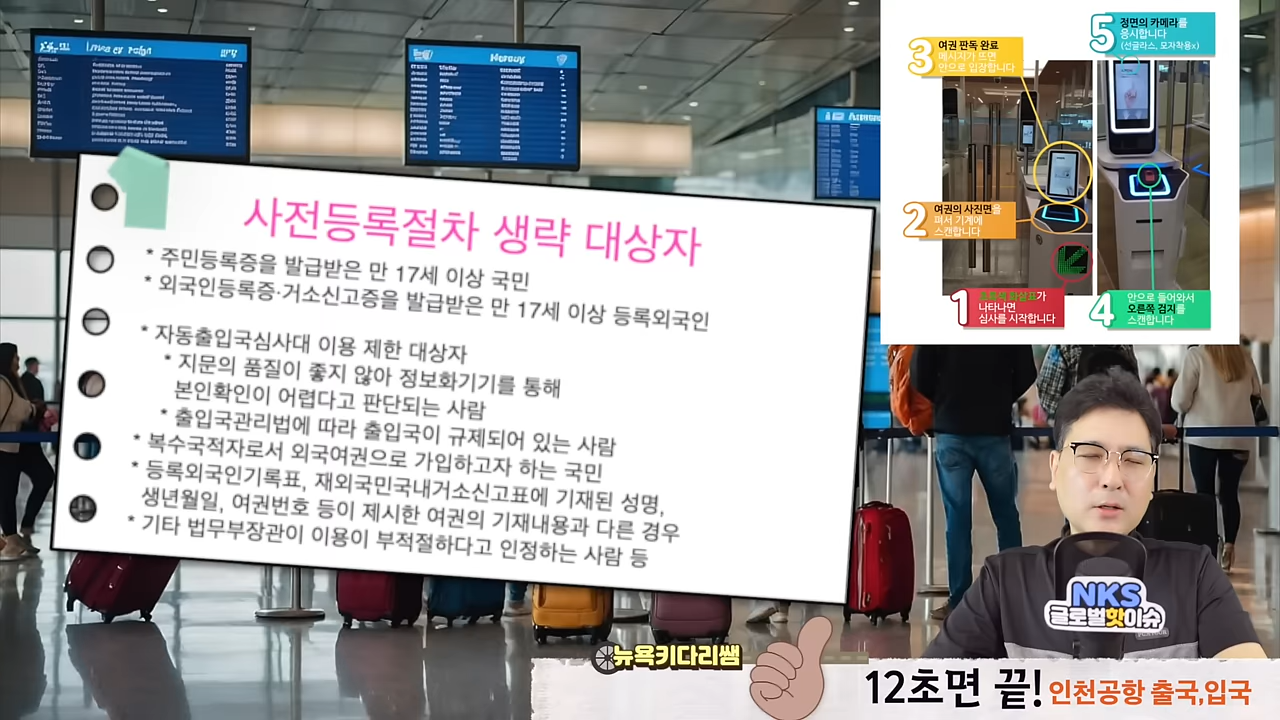 사전등록절차 생략 대상자
* 주민등록증을 발급받은 만 17세 이상 국민
* 외국인등록증·거소신고증을 발급받은 만 17세 이상 등록외국인
* 자동출입국심사대 이용 제한 대상자
* 지문의 품질이 좋지 않아 정보화기기를 통해
본인확인이 어렵다고 판단되는 사람
* 출입국관리법에 따라 출입국이 규제되어 있는 사람
* 복수국적자로서 외국여권으로 가입하고자 하는 국민
* 등록외국인기록표, 재외국민국내거소신고표에 기재된 성명,
생년월일, 여권번호 등이 제시한 여권의 기재내용과 다른 경우
* 기타 법무부장관이 이용이 부적절하다고 인정하는 사람 등
5 정면의 카메라를
응시합니다
(선글라스, 모자착용x)
3 여권 판독 완료
메시지가 뜨면
안으로 입장합니다
2 여권의 사진면을
펴서 기계에
스캔합니다
1 초록색 화살표가
나타나면
심사를 시작합니다
4 안으로 들어와서
오른쪽 검지를
스캔합니다
NKS
글로벌핫이슈
뉴욕키다리쌤
12초면 끝! 인천공항 출국,입국